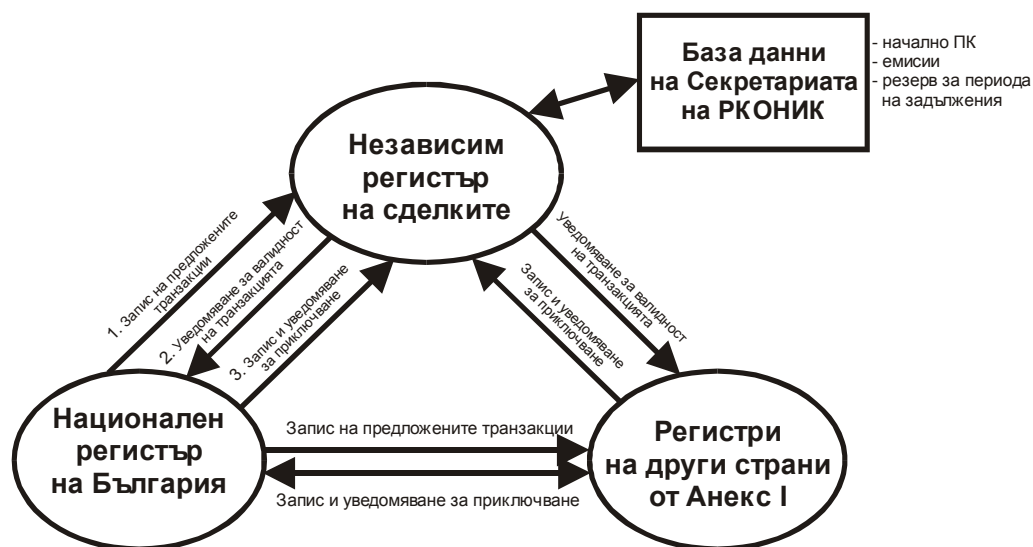 База данни
на Секретариата
на РКОНИК
- начално ПК
- емисии
- резерв за периода
на задължения
Независим
регистър
на сделките
1. Запис на предложените
транзакции
2. Уведомяване за валидност
на транзакцията
3. Запис и уведомяване
за приключване
Уведомяване за валидност
на транзакцията
Запис и уведомяване
за приключване
Национален
регистър
на България
Запис на предложените транзакции
Запис и уведомяване за приключване
Регистри
на други страни
от Анекс I